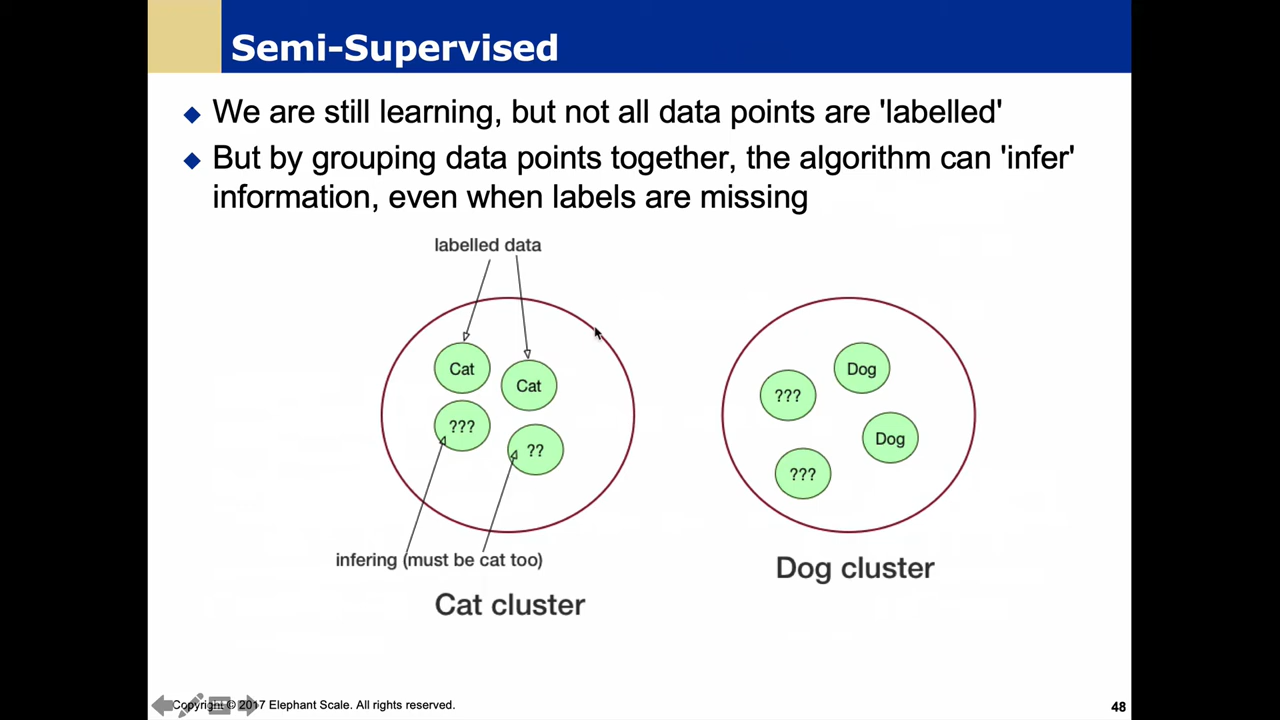 Semi-Supervised
We are still learning, but not all data points are 'labelled'
But by grouping data points together, the algorithm can 'infer'
information, even when labels are missing
labelled data
Cat
Cat
???
??
infering (must be cat too)
Cat cluster
???
Dog
Dog
???
Dog cluster
Copyright © 2017 Elephant Scale. All rights reserved.
48